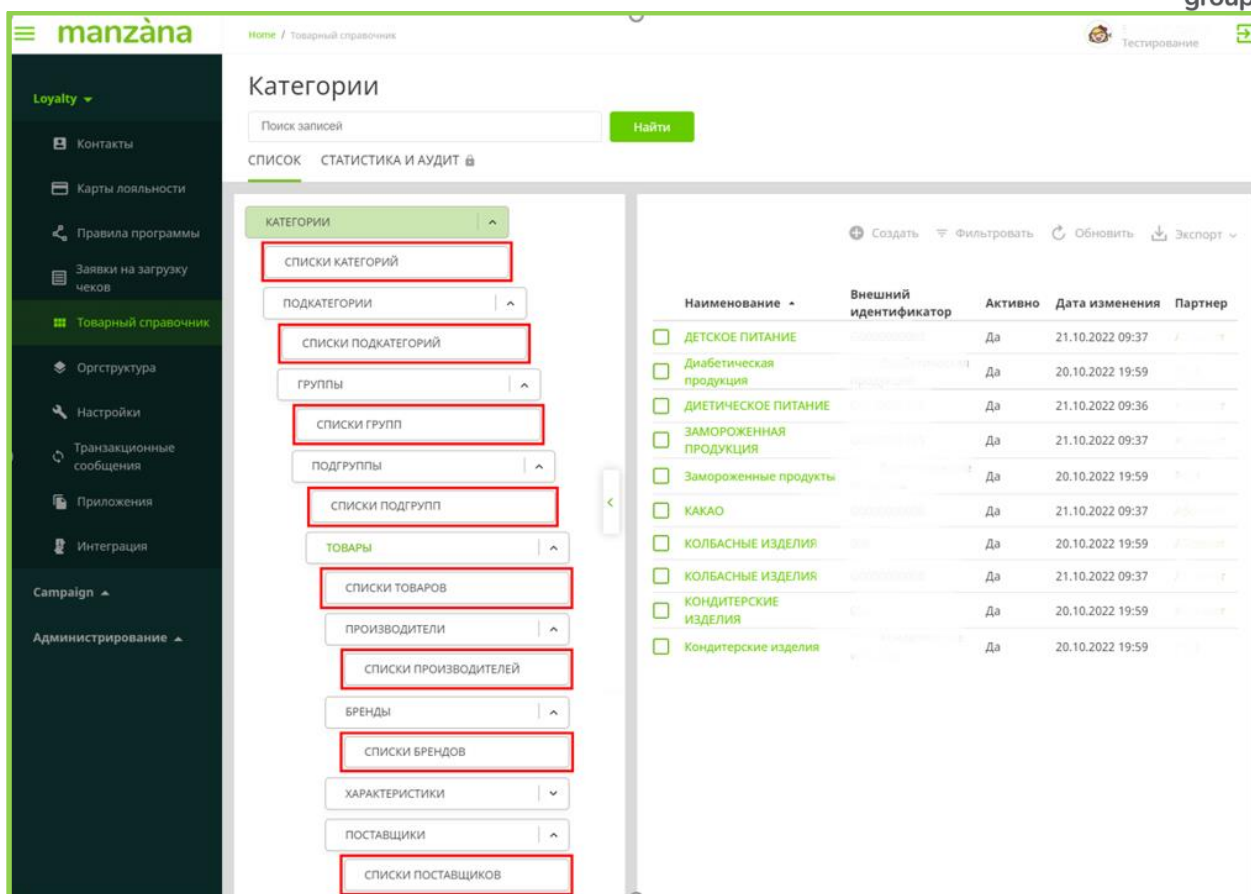 group
manzàna
Home / Товарный справочник
Тестирование
Loyalty
Контакты
Карты лояльности
Правила программы
Заявки на загрузку
чеков
Товарный справочник
Оргструктура
Настройки
Транзакционные
сообщения
Приложения
Интеграция
Campaign
Администрирование
Категории
Поиск записей
Найти
СПИСОК СТАТИСТИКА И АУДИТ
КАТЕГОРИИ
СПИСКИ КАТЕГОРИЙ
ПОДКАТЕГОРИИ
СПИСКИ ПОДКАТЕГОРИЙ
ГРУППЫ
СПИСКИ ГРУПП
ПОДГРУППЫ
СПИСКИ ПОДГРУПП
ТОВАРЫ
СПИСКИ ТОВАРОВ
ПРОИЗВОДИТЕЛИ
СПИСКИ ПРОИЗВОДИТЕЛЕЙ
БРЕНДЫ
СПИСКИ БРЕНДОВ
ХАРАКТЕРИСТИКИ
ПОСТАВЩИКИ
СПИСКИ ПОСТАВЩИКОВ
Создать Фильтровать Обновить Экспорт
Наименование Внешний идентификатор Активно Дата изменения Партнер
ДЕТСКОЕ ПИТАНИЕ Да 21.10.2022 09:37
Диабетическая
продукция Да 20.10.2022 19:59
ДИЕТИЧЕСКОЕ ПИТАНИЕ Да 21.10.2022 09:36
ЗАМОРОЖЕННАЯ
ПРОДУКЦИЯ Да 21.10.2022 09:37
Замороженные продукты Да 20.10.2022 19:59
КАКАО Да 21.10.2022 09:37
КОЛБАСНЫЕ ИЗДЕЛИЯ Да 20.10.2022 19:59
КОЛБАСНЫЕ ИЗДЕЛИЯ Да 21.10.2022 09:37
КОНДИТЕРСКИЕ
ИЗДЕЛИЯ Да 20.10.2022 19:59
Кондитерские изделия Да 20.10.2022 19:59